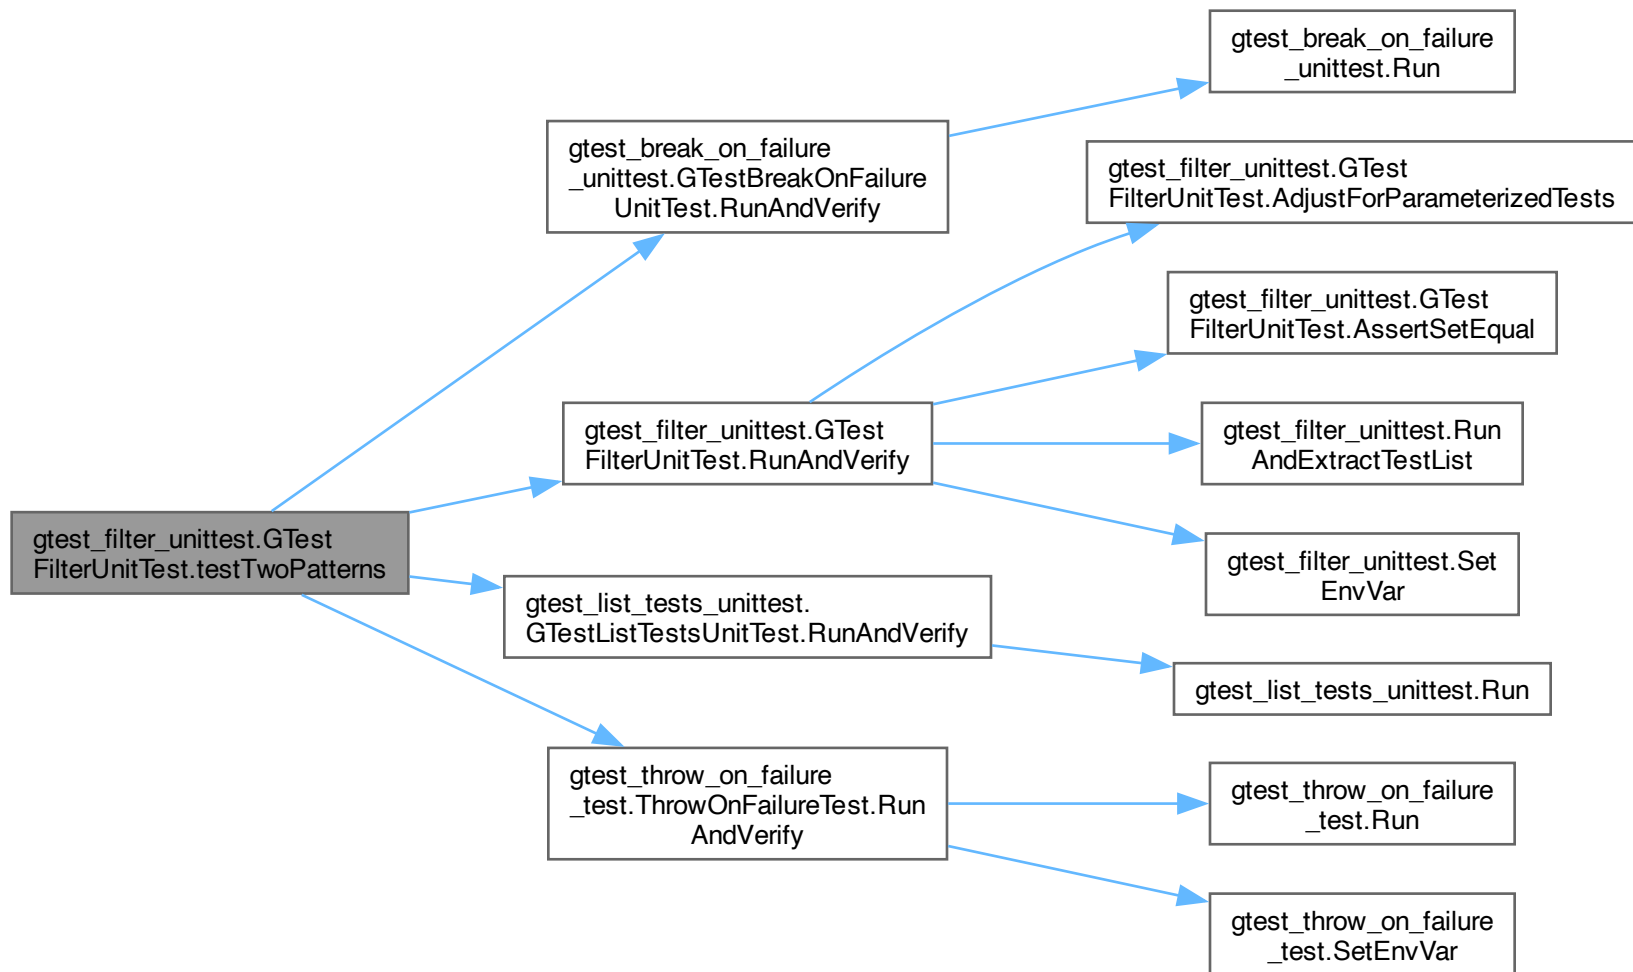 gtest_filter_unittest.GTest
FilterUnitTest.testTwoPatterns
gtest_break_on_failure
_unittest.GTestBreakOnFailure
UnitTest.RunAndVerify
gtest_break_on_failure
_unittest.Run
gtest_filter_unittest.GTest
FilterUnitTest.RunAndVerify
gtest_filter_unittest.GTest
FilterUnitTest.AdjustForParameterizedTests
gtest_filter_unittest.GTest
FilterUnitTest.AssertSetEqual
gtest_filter_unittest.Run
AndExtractTestList
gtest_filter_unittest.Set
EnvVar
gtest_list_tests_unittest.
GTestListTestsUnitTest.RunAndVerify
gtest_list_tests_unittest.Run
gtest_throw_on_failure
_test.ThrowOnFailureTest.Run
AndVerify
gtest_throw_on_failure
_test.Run
gtest_throw_on_failure
_test.SetEnvVar